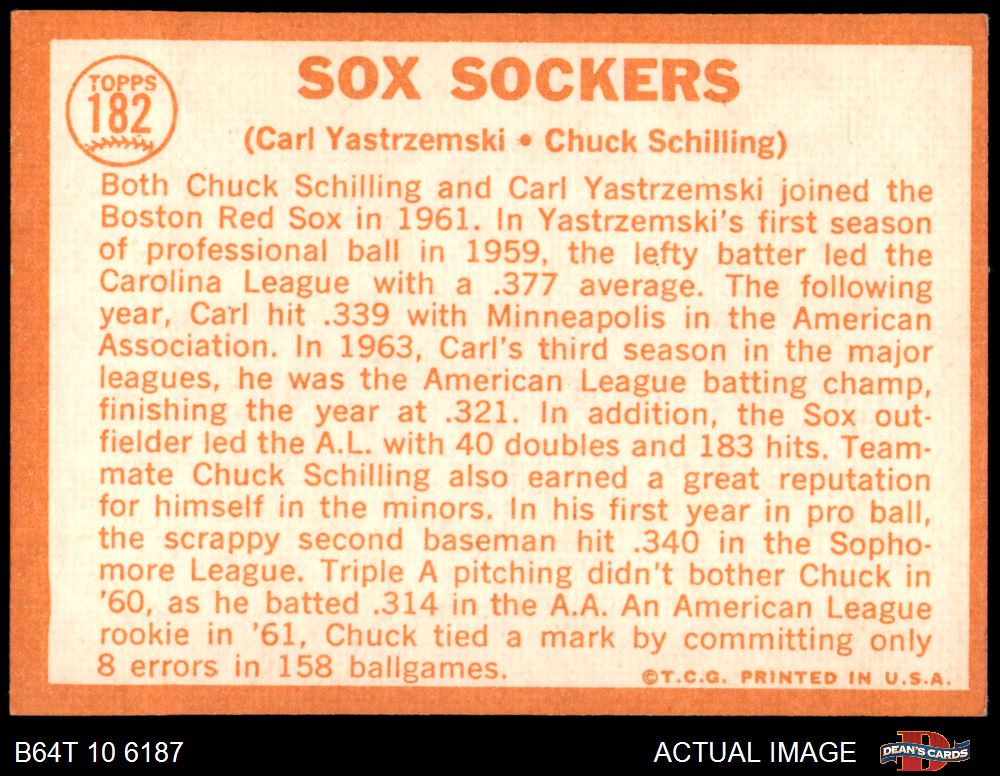 TOPPS
182
SOX SOCKERS
(Carl Yastrzemski • Chuck Schilling)
Both Chuck Schilling and Carl Yastrzemski joined the
Boston Red Sox in 1961. In Yastrzemski's first season
of professional ball in 1959, the lefty batter led the
Carolina League with a .377 average. The following
year, Carl hit .339 with Minneapolis in the American
Association. In 1963, Carl's third season in the major
leagues, he was the American League batting champ,
finishing the year at .321. In addition, the Sox out-
fielder led the A.L. with 40 doubles and 183 hits. Team-
mate Chuck Schilling also earned a great reputation
for himself in the minors. In his first year in pro ball,
the scrappy second baseman hit .340 in the Sopho-
more League. Triple A pitching didn't bother Chuck in
'60, as he batted .314 in the A.A. An American League
rookie in '61, Chuck tied a mark by committing only
8 errors in 158 ballgames.
©T.C.G. PRINTED IN U.S.A.
B64T 10 6187
ACTUAL IMAGE
D
DEAN'S CARDS